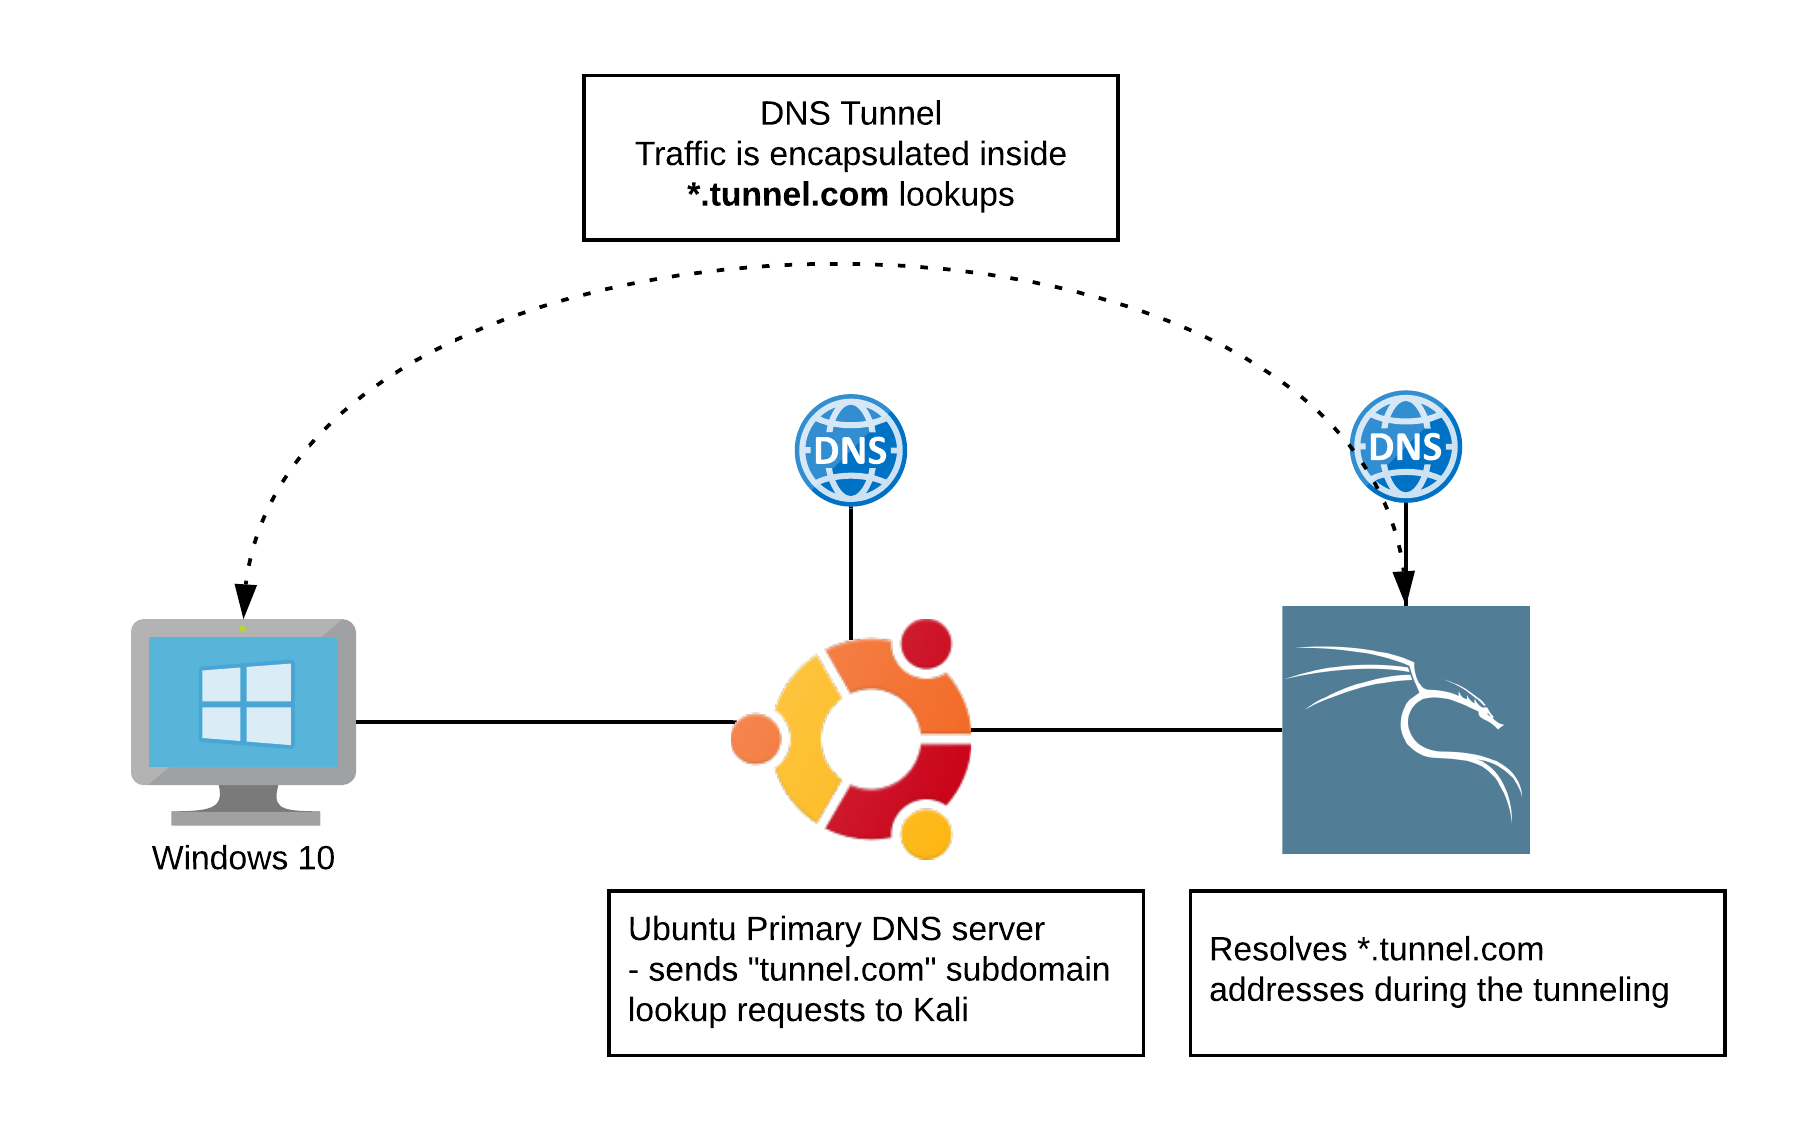 DNS Tunnel
Traffic is encapsulated inside
*.tunnel.com lookups
DNS
DNS
Windows 10
Ubuntu Primary DNS server
- sends "tunnel.com" subdomain
lookup requests to Kali
Resolves *.tunnel.com
addresses during the tunneling